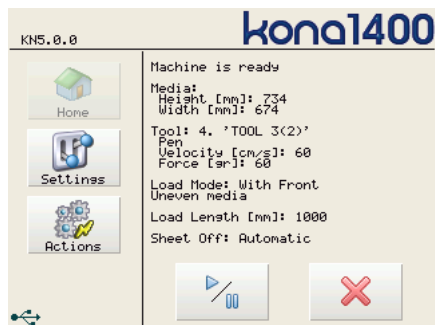 KN5.0.0
kona1400
Home
Settings
Actions
Machine is ready
Media:
Height [mm]: 734
Width [mm]: 674
Tool: 4. 'TOOL 3(2)'
Pen
Velocity [cm/s]: 60
Force [gr]: 60
Load Mode: With Front
Uneven media
Load Length [mm]: 1000
Sheet Off: Automatic